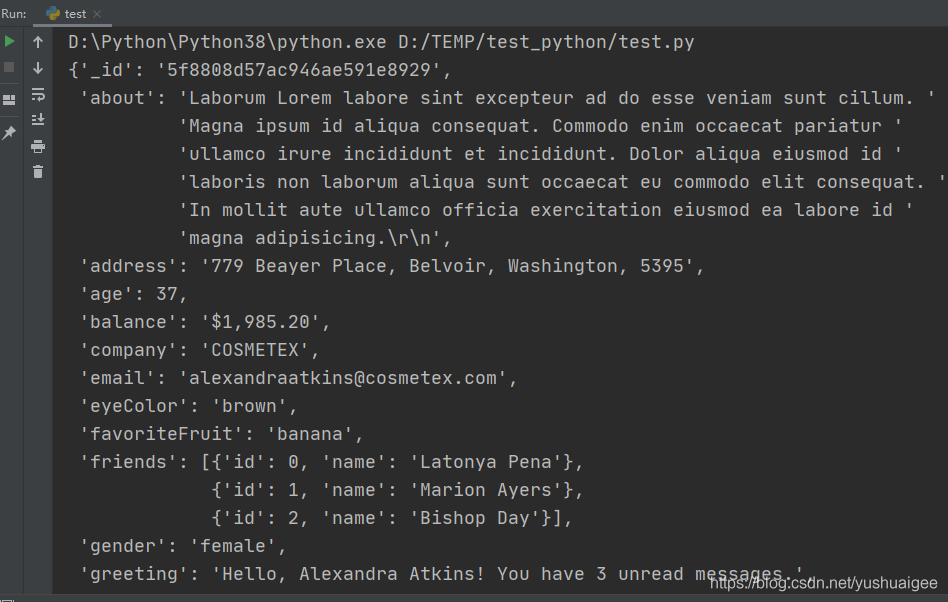 Run: test
D:\Python\Python38\python.exe D:/TEMP/test_python/test.py
{'_id': '5f8808d57ac946ae591e8929',
'about': 'Laborum Lorem labore sint excepteur ad do esse veniam sunt cillum. '
'Magna ipsum id aliqua consequat. Commodo enim occaecat pariatur '
'ullamco irure incididunt et incididunt. Dolor aliqua eiusmod id '
'laboris non laborum aliqua sunt occaecat eu commodo elit consequat. '
'In mollit aute ullamco officia exercitation eiusmod ea labore id '
'magna adipisicing.\r\n',
'address': '779 Beayer Place, Belvoir, Washington, 5395',
'age': 37,
'balance': '$1,985.20',
'company': 'COSMETEX',
'email': 'alexandraatkins@cosmetex.com',
'eyeColor': 'brown',
'favoriteFruit': 'banana',
'friends': [{'id': 0, 'name': 'Latonya Pena'},
{'id': 1, 'name': 'Marion Ayers'},
{'id': 2, 'name': 'Bishop Day'}],
'gender': 'female',
'greeting': 'Hello, Alexandra Atkins! You have 3 unread messages.',
https://blog.csdn.net/yushuaigee